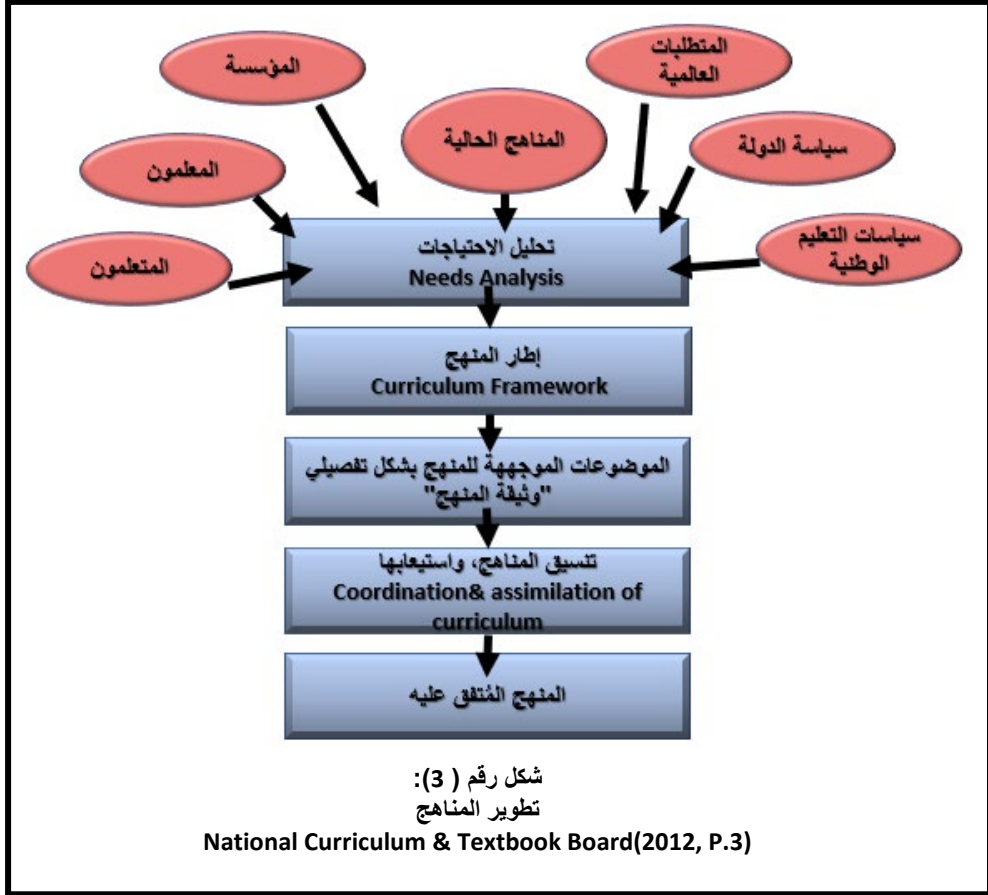 المؤسسة
المتطلبات
العالمية
المناهج الحالية
سياسة الدولة
المعلمون
سياسات التعليم
الوطنية
المتعلمون
تحليل الاحتياجات
Needs Analysis
إطار المنهج
Curriculum Framework
الموضوعات الموجههة للمنهج بشكل تفصيلي
"وثيقة المنهج"
تنسيق المناهج، واستيعابها
Coordination& assimilation of
curriculum
المنهج المُتفق عليه
شكل رقم ( 3):
تطوير المناهج
National Curriculum & Textbook Board(2012, P.3)